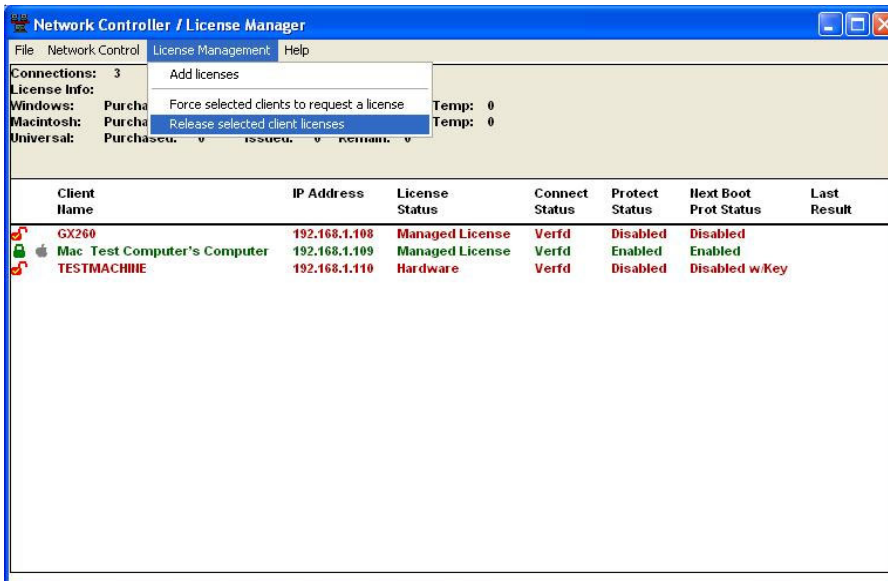 Network Controller / License Manager
File Network Control License Management Help
Connections: 3 Add licenses
License Info:
Windows: Purcha Force selected clients to request a license Temp: 0
Macintosh: Purcha Release selected client licenses Temp: 0
Universal: Purchased: 0 Issued: 0 Remain: 0
Client IP Address License Connect Protect Next Boot Last
Name Status Status Status Prot Status Result
GX260 192.168.1.108 Managed License Verfd Disabled Disabled
Mac Test Computer's Computer 192.168.1.109 Managed License Verfd Enabled Enabled
TESTMACHINE 192.168.1.110 Hardware Verfd Disabled Disabled w/Key